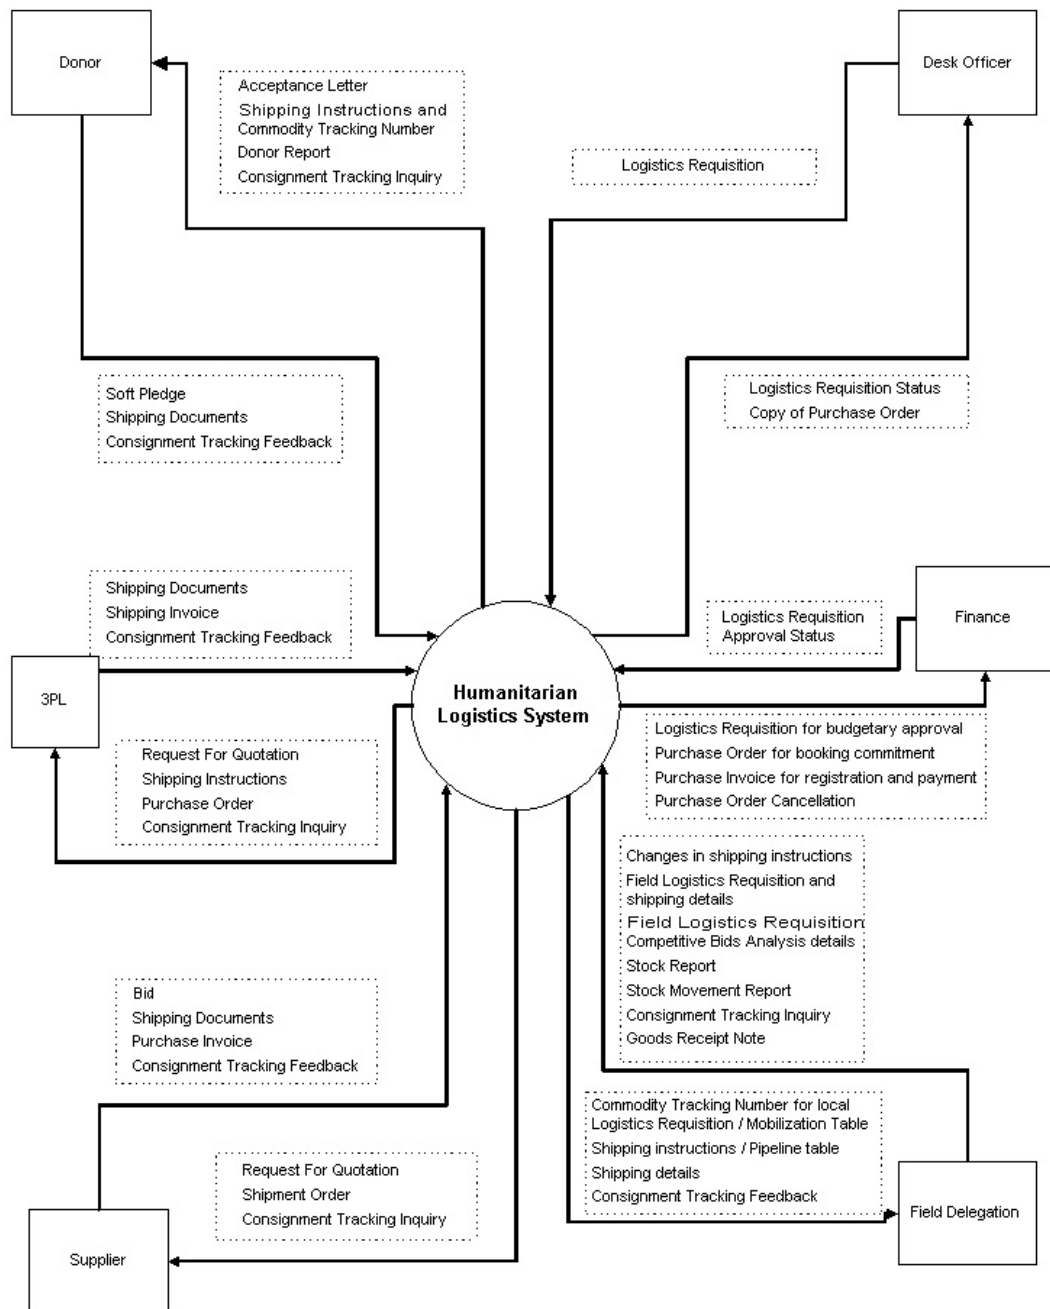 Donor
Desk Officer
Acceptance Letter
Shipping Instructions and
Commodity Tracking Number
Donor Report
Consignment Tracking Inquiry
Logistics Requisition
Soft Pledge
Shipping Documents
Consignment Tracking Feedback
Logistics Requisition Status
Copy of Purchase Order
Shipping Documents
Shipping Invoice
Consignment Tracking Feedback
Logistics Requisition
Approval Status
Finance
3PL
Humanitarian
Logistics System
Request For Quotation
Shipping Instructions
Purchase Order
Consignment Tracking Inquiry
Logistics Requisition for budgetary approval
Purchase Order for booking commitment
Purchase Invoice for registration and payment
Purchase Order Cancellation
Changes in shipping instructions
Field Logistics Requisition and
shipping details
Field Logistics Requisition
Competitive Bids Analysis details
Stock Report
Stock Movement Report
Consignment Tracking Inquiry
Goods Receipt Note
Bid
Shipping Documents
Purchase Invoice
Consignment Tracking Feedback
Commodity Tracking Number for local
Logistics Requisition / Mobilization Table
Shipping instructions / Pipeline table
Shipping details
Consignment Tracking Feedback
Request For Quotation
Shipment Order
Consignment Tracking Inquiry
Field Delegation
Supplier